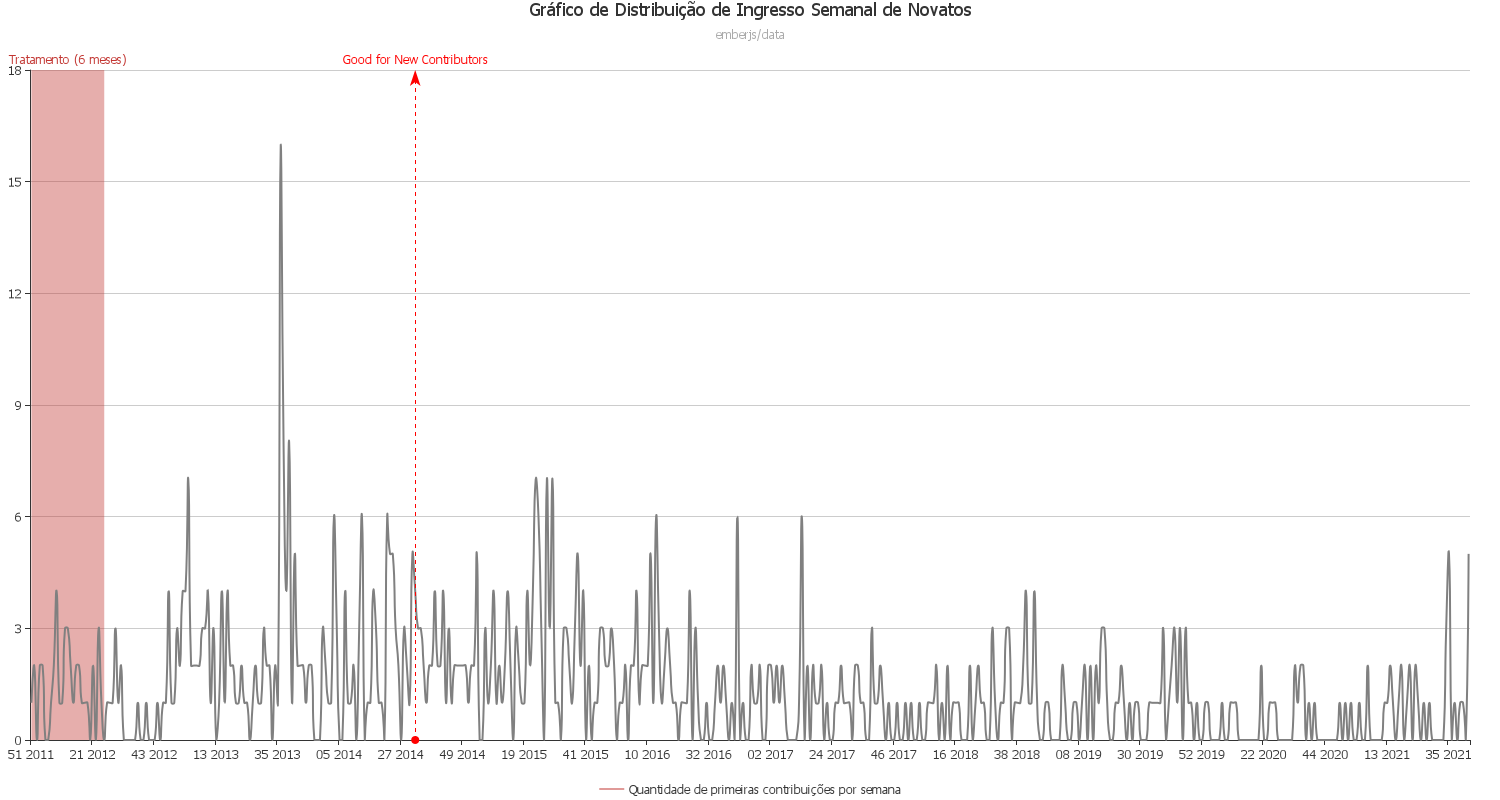 Gráfico de Distribuição de Ingresso Semanal de Novatos
emberjs/data
Tratamento (6 meses)
Good for New Contributors
18
15
12
9
6
3
0
51 2011 21 2012 43 2012 13 2013 35 2013 05 2014 27 2014 49 2014 19 2015 41 2015 10 2016 32 2016 02 2017 24 2017 46 2017 16 2018 38 2018 08 2019 30 2019 52 2019 22 2020 44 2020 13 2021 35 2021
Quantidade de primeiras contribuições por semana